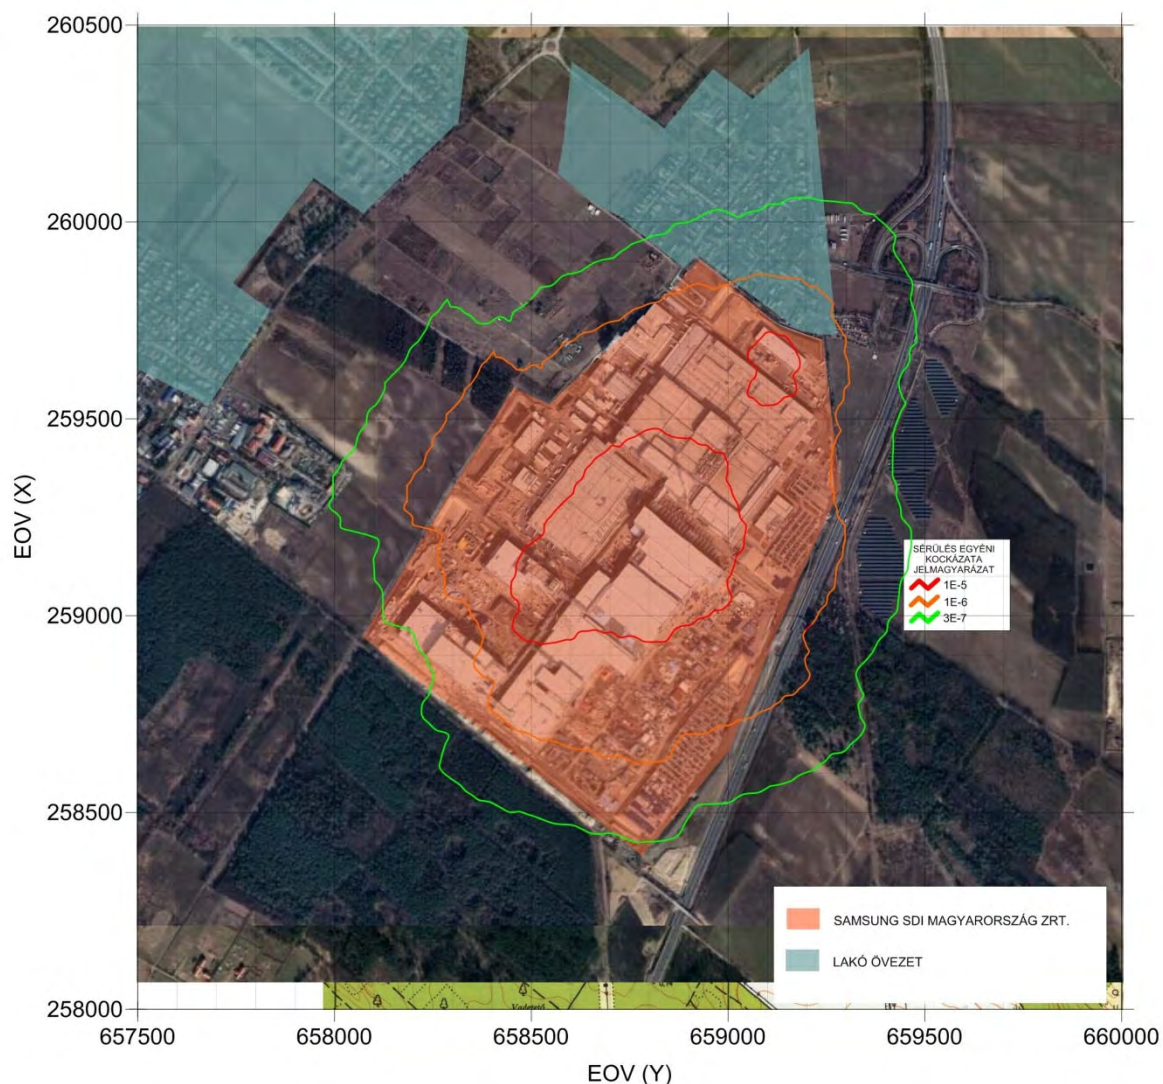 260500
260000
259500
259000
258500
258000
EOV (X)
SÉRÜLÉS EGYÉNI
KOCKÁZATA
JELMAGYARÁZAT
1E-5
1E-6
3E-7
SAMSUNG SDI MAGYARORSZÁG ZRT.
LAKÓ ÖVEZET
657500
658000
658500
659000
659500
660000
EOV (Y)